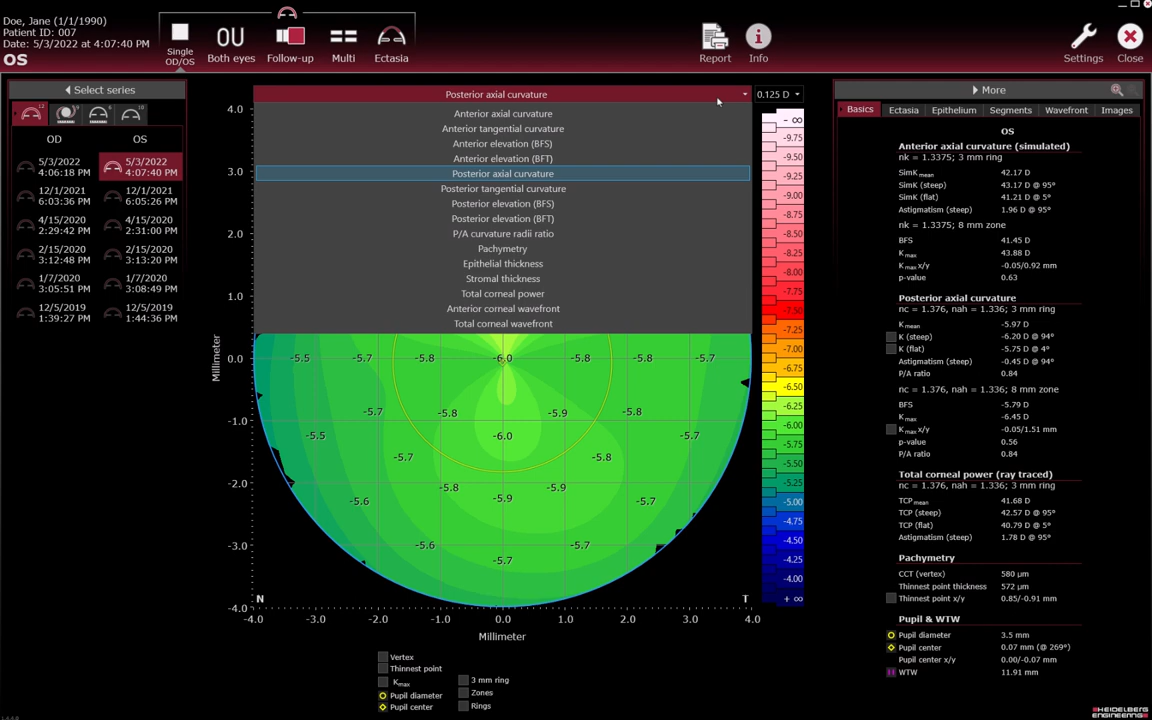 Doe, Jane (1/1/1990)
Patient ID: 007
Date: 5/3/2022 at 4:07:40 PM
OS
Single
OD/OS
OU
Both eyes
Follow-up
Multi
Ectasia
Report
Info
Settings
Close
Select series
12
9
6
10
OD
OS
5/3/2022
4:06:18 PM
5/3/2022
4:07:40 PM
12/1/2021
6:03:36 PM
12/1/2021
6:05:26 PM
4/15/2020
2:29:42 PM
4/15/2020
2:31:00 PM
2/15/2020
3:12:48 PM
2/15/2020
3:13:20 PM
1/7/2020
3:05:51 PM
1/7/2020
3:08:49 PM
12/5/2019
1:39:27 PM
12/5/2019
1:44:36 PM
Posterior axial curvature
0.125 D
Anterior axial curvature
Anterior tangential curvature
Anterior elevation (BFS)
Anterior elevation (BFT)
Posterior axial curvature
Posterior tangential curvature
Posterior elevation (BFS)
Posterior elevation (BFT)
P/A curvature radii ratio
Pachymetry
Epithelial thickness
Stromal thickness
Total corneal power
Anterior corneal wavefront
Total corneal wavefront
4.0
3.0
2.0
1.0
0.0
-1.0
-2.0
-3.0
-4.0
Millimeter
-5.5 -5.7 -5.8 -6.0 -5.8 -5.8 -5.7
-5.7 -5.8 -5.9 -5.8
-5.5 -6.0 -5.7
-5.7 -5.8
-5.8 -5.9
-5.6 -5.9 -5.7
-5.6 -5.7
-5.7
N
T
-4.0 -3.0 -2.0 -1.0 0.0 1.0 2.0 3.0 4.0
Millimeter
- ∞
-9.75
-9.50
-9.25
-9.00
-8.75
-8.50
-8.25
-8.00
-7.75
-7.50
-7.25
-7.00
-6.75
-6.50
-6.25
-6.00
-5.75
-5.50
-5.25
-5.00
-4.75
-4.50
-4.25
-4.00
+ ∞
Vertex
Thinnest point
Kmax
Pupil diameter
Pupil center
3 mm ring
Zones
Rings
More
Basics
Ectasia
Epithelium
Segments
Wavefront
Images
OS
Anterior axial curvature (simulated)
nk = 1.3375; 3 mm ring
SimK mean 42.17 D
SimK (steep) 43.17 D @ 95°
SimK (flat) 41.21 D @ 5°
Astigmatism (steep) 1.96 D @ 95°
nk = 1.3375; 8 mm zone
BFS 41.45 D
Kmax 43.88 D
Kmax x/y -0.05/0.92 mm
p-value 0.63
Posterior axial curvature
nc = 1.376, nah = 1.336; 3 mm ring
Kmean -5.97 D
K (steep) -6.20 D @ 94°
K (flat) -5.75 D @ 4°
Astigmatism (steep) -0.45 D @ 94°
P/A ratio 0.84
nc = 1.376, nah = 1.336; 8 mm zone
BFS -5.79 D
Kmax -6.45 D
Kmax x/y -0.05/1.51 mm
p-value 0.56
P/A ratio 0.84
Total corneal power (ray traced)
nc = 1.376, nah = 1.336; 3 mm ring
TCP mean 41.68 D
TCP (steep) 42.57 D @ 95°
TCP (flat) 40.79 D @ 5°
Astigmatism (steep) 1.78 D @ 95°
Pachymetry
CCT (vertex) 580 µm
Thinnest point thickness 572 µm
Thinnest point x/y 0.85/-0.91 mm
Pupil & WTW
Pupil diameter 3.5 mm
Pupil center 0.07 mm (@ 269°)
Pupil center x/y 0.00/-0.07 mm
WTW 11.91 mm
HEIDELBERG
ENGINEERING